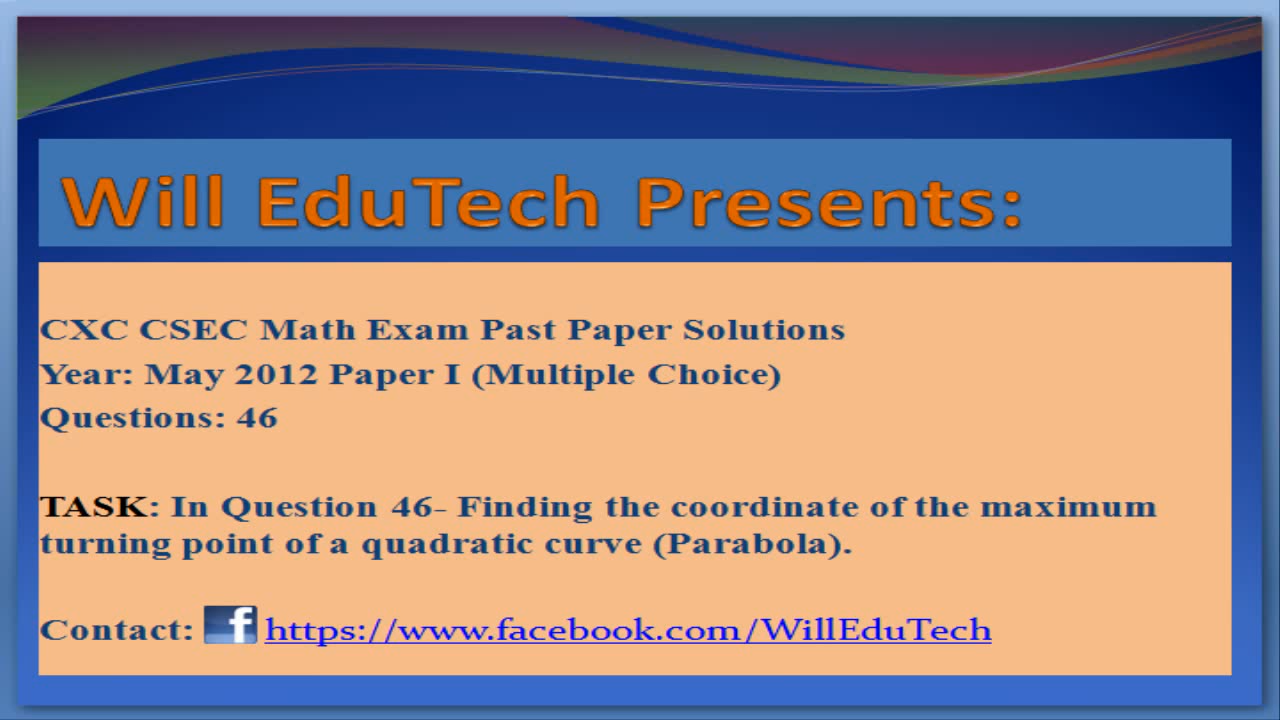 Will EduTech Presents:
CXC CSEC Math Exam Past Paper Solutions
Year: May 2012 Paper I (Multiple Choice)
Questions: 46
TASK: In Question 46- Finding the coordinate of the maximum
turning point of a quadratic curve (Parabola).
Contact: f https://www.facebook.com/WillEduTech